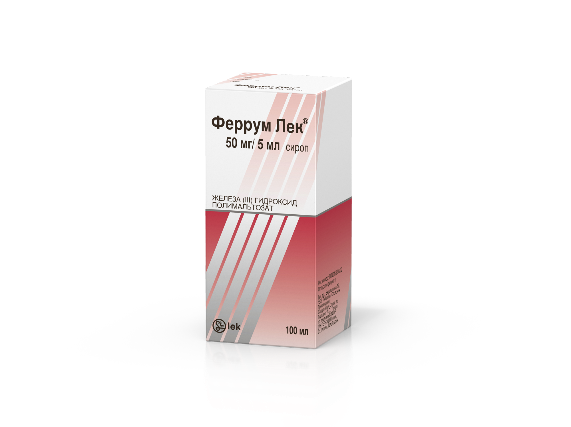 Феррум Лек®
50 мг/ 5 мл сироп
ЖЕЛЕЗА (III) ГИДРОКСИД
ПОЛИМАЛЬТОЗАТ
lek
100 мл